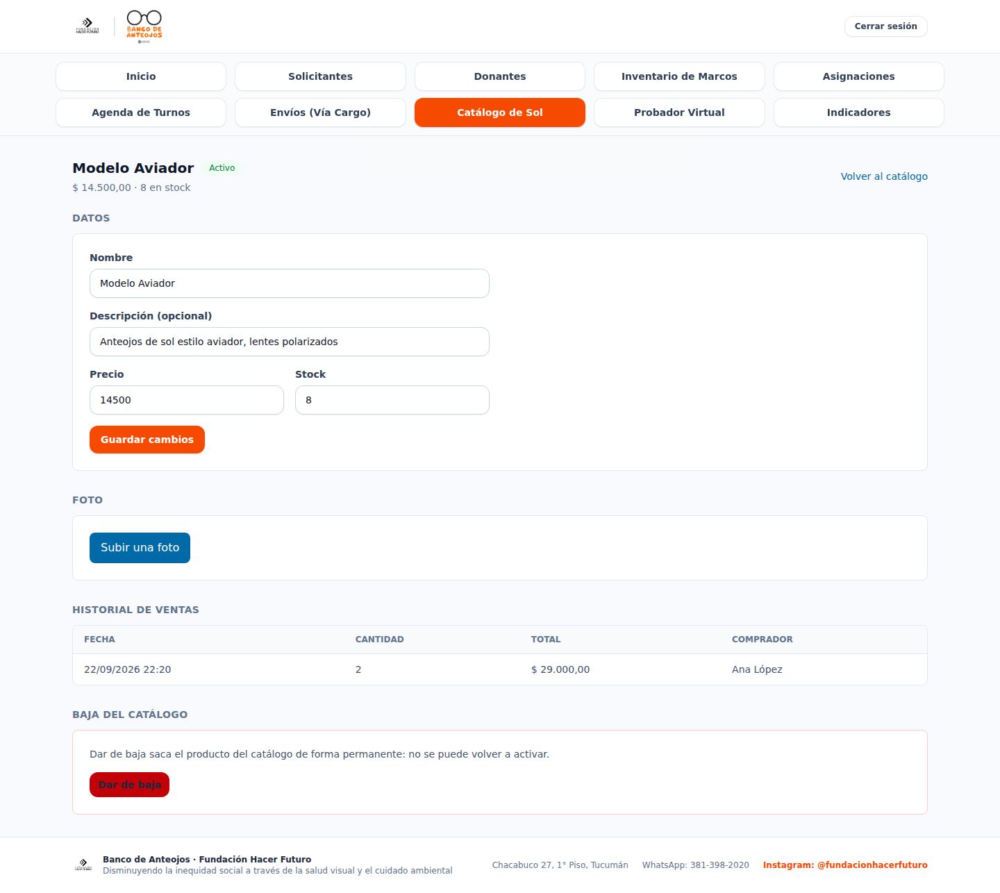 FUNDACIÓN
HACER FUTURO
BANCO DE
ANTEOJOS
Cerrar sesión
Inicio
Solicitantes
Donantes
Inventario de Marcos
Asignaciones
Agenda de Turnos
Envíos (Vía Cargo)
Catálogo de Sol
Probador Virtual
Indicadores
Modelo Aviador
Activo
$ 14.500,00 · 8 en stock
Volver al catálogo
DATOS
Nombre
Modelo Aviador
Descripción (opcional)
Anteojos de sol estilo aviador, lentes polarizados
Precio
Stock
14500
8
Guardar cambios
FOTO
Subir una foto
HISTORIAL DE VENTAS
FECHA
CANTIDAD
TOTAL
COMPRADOR
22/09/2026 22:20
2
$ 29.000,00
Ana López
BAJA DEL CATÁLOGO
Dar de baja saca el producto del catálogo de forma permanente: no se puede volver a activar.
Dar de baja
FUNDACIÓN
HACER FUTURO
Banco de Anteojos · Fundación Hacer Futuro
Disminuyendo la inequidad social a través de la salud visual y el cuidado ambiental
Chacabuco 27, 1° Piso, Tucumán
WhatsApp: 381-398-2020
Instagram: @fundacionhacerfuturo